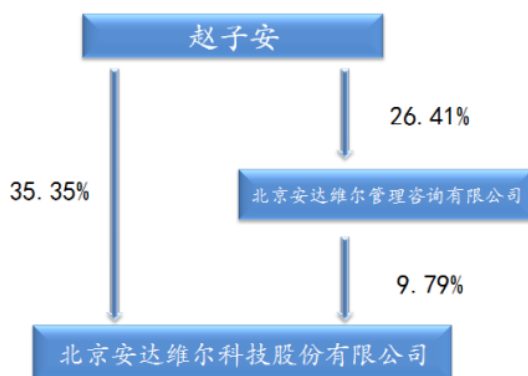 赵子安
26.41%
35.35%
北京安达维尔管理咨询有限公司
9.79%
北京安达维尔科技股份有限公司